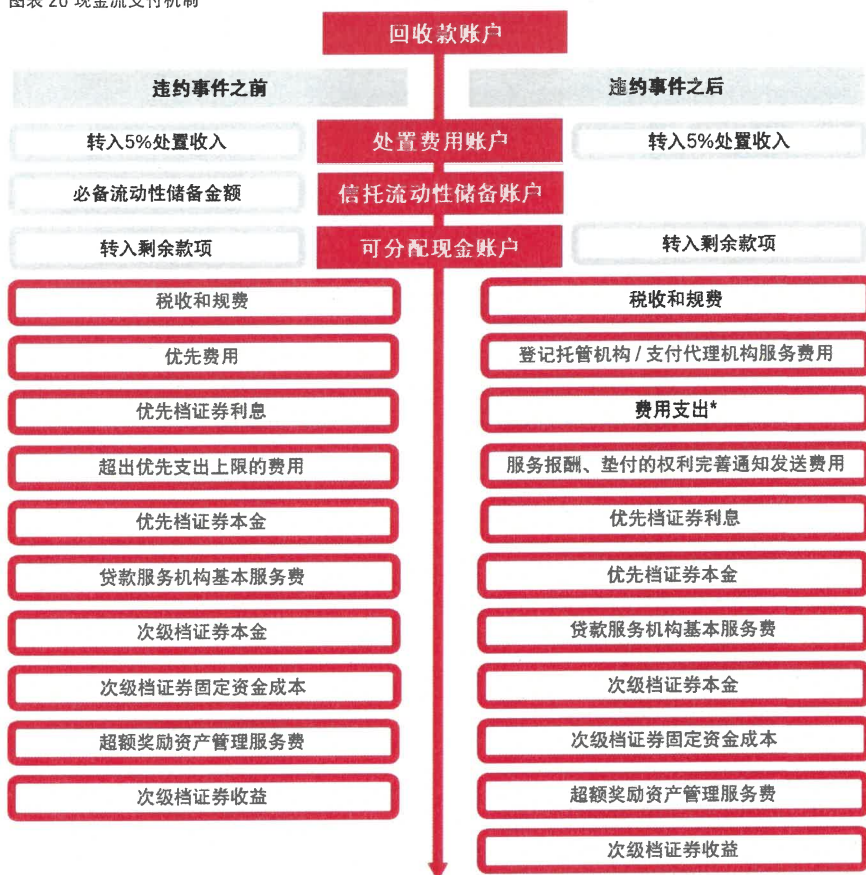 图表 20 现金流支付机制
回收款账户
违约事件之前
违约事件之后
转入5%处置收入
处置费用账户
转入5%处置收入
必备流动性储备金额
信托流动性储备账户
转入剩余款项
可分配现金账户
转入剩余款项
税收和规费
优先费用
优先档证券利息
超出优先支出上限的费用
优先档证券本金
贷款服务机构基本服务费
次级档证券本金
次级档证券固定资金成本
超额奖励资产管理服务费
次级档证券收益
税收和规费
登记托管机构 / 支付代理机构服务费用
费用支出*
服务报酬、垫付的权利完善通知发送费用
优先档证券利息
优先档证券本金
贷款服务机构基本服务费
次级档证券本金
次级档证券固定资金成本
超额奖励资产管理服务费
次级档证券收益